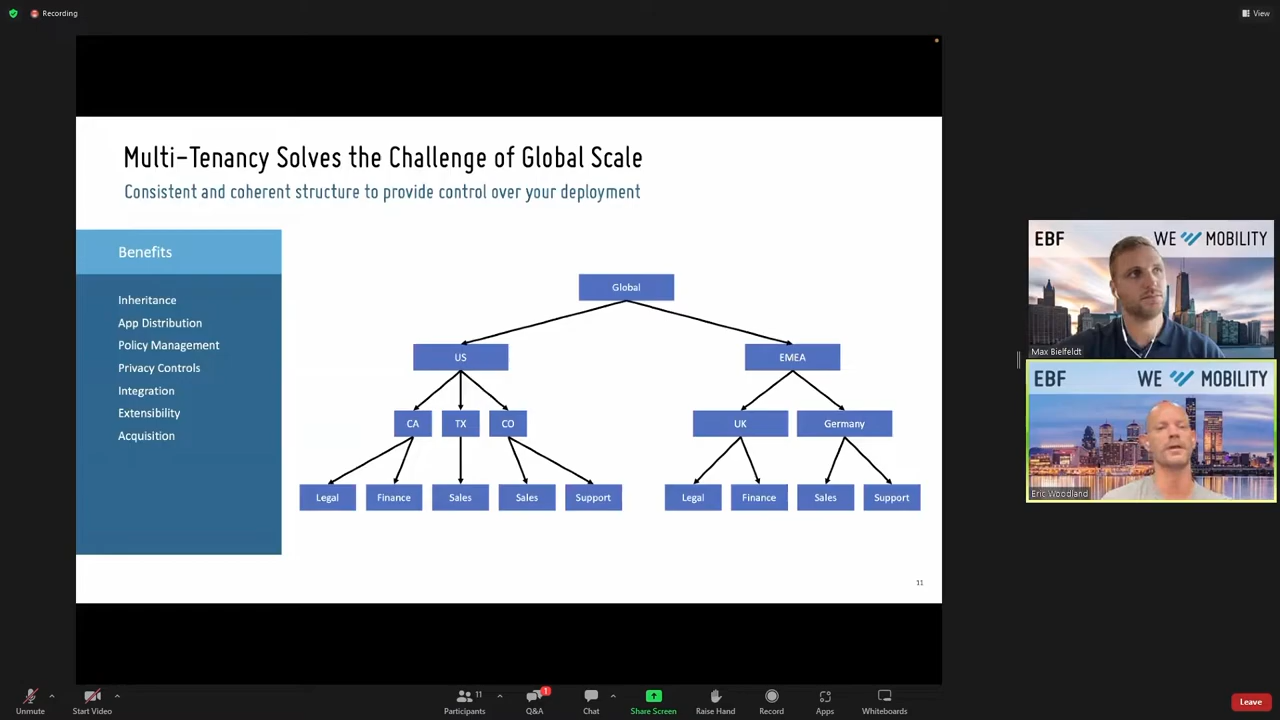 Recording
View
Multi-Tenancy Solves the Challenge of Global Scale
Consistent and coherent structure to provide control over your deployment
Benefits
Inheritance
App Distribution
Policy Management
Privacy Controls
Integration
Extensibility
Acquisition
Global
US
EMEA
CA
TX
CO
UK
Germany
Legal
Finance
Sales
Sales
Support
Legal
Finance
Sales
Support
11
EBF
WE MOBILITY
Max Bielfeldt
EBF
WE MOBILITY
Eric Woodland
Unmute
Start Video
Participants
11
Q&A
1
Chat
Share Screen
Raise Hand
Record
Apps
Whiteboards
Leave